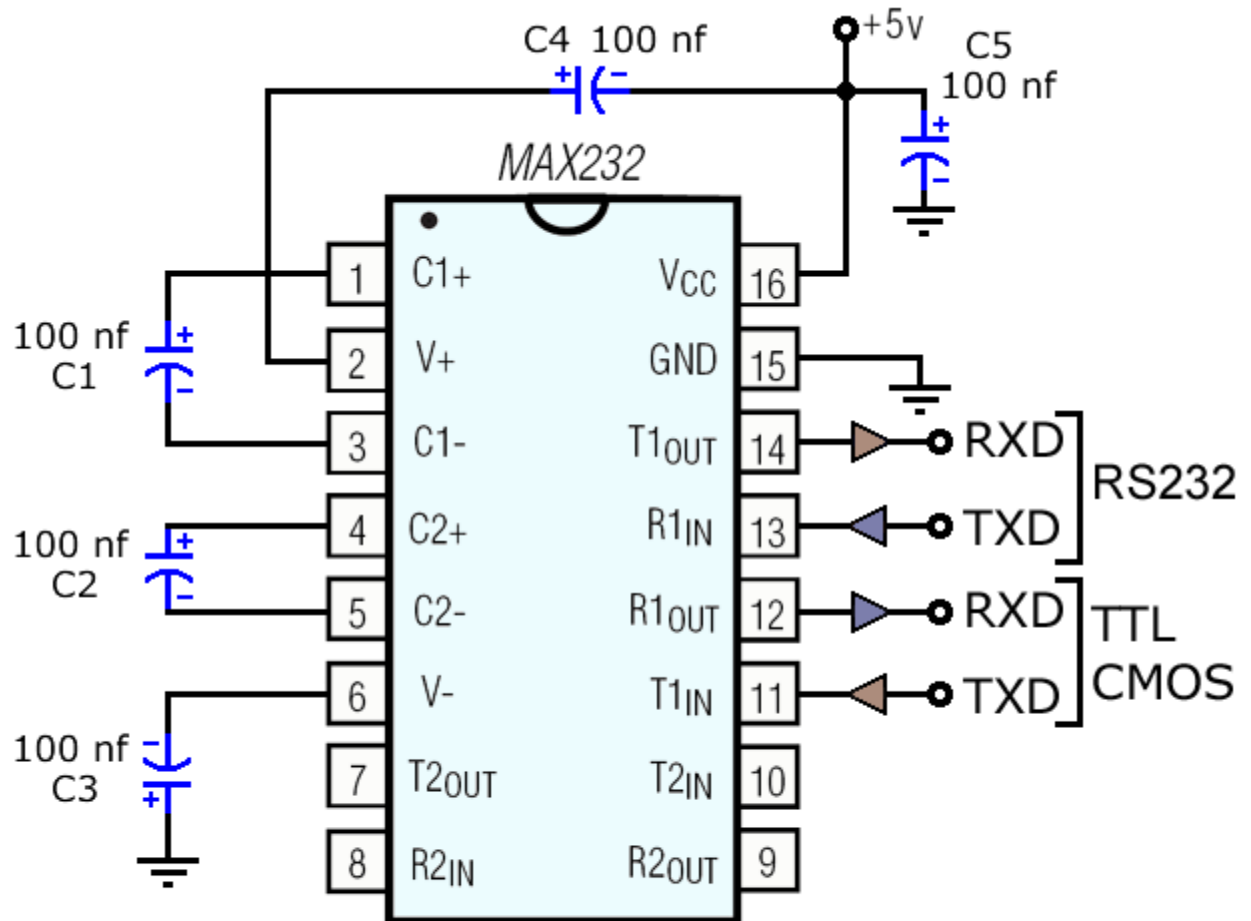 C4 100 nf
+5v
C5
100 nf
MAX232
+ -
+
-
1 C1+ VCC 16
100 nf
C1
+
-
2 V+ GND 15
3 C1- T1OUT 14 RXD
RS232
4 C2+ R1IN 13 TXD
100 nf
C2
+
-
5 C2- R1OUT 12 RXD
TTL
CMOS
6 V- T1IN 11 TXD
100 nf
C3
-
+
7 T2OUT T2IN 10
8 R2IN R2OUT 9